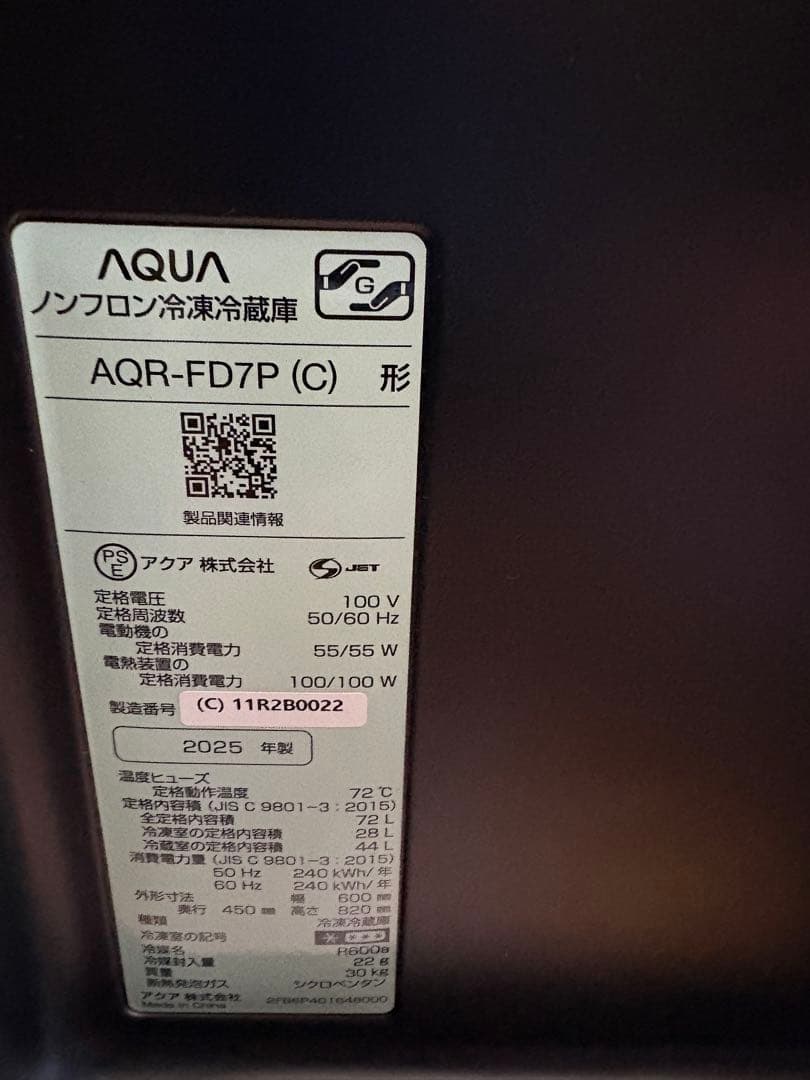 AQUA
ノンフロン冷凍冷蔵庫
G
AQR-FD7P (C) 形
製品関連情報
PS
E
アクア 株式会社 JET
定格電圧 100 V
定格周波数 50/60 Hz
電動機の
定格消費電力 55/55 W
電熱装置の
定格消費電力 100/100 W
製造番号 (C) 11R2B0022
2025 年製
温度ヒューズ
定格動作温度 72 ℃
定格内容積 (JIS C 9801-3 : 2015)
全定格内容積 72 L
冷凍室の定格内容積 28 L
冷蔵室の定格内容積 44 L
消費電力量 (JIS C 9801-3 : 2015)
50 Hz 240 kWh/年
60 Hz 240 kWh/年
外形寸法 幅 600 mm
奥行 450 mm 高さ 820 mm
種類 冷凍冷蔵庫
冷凍室の記号 * ***
冷媒名 R600a
冷媒封入量 22 g
質量 30 kg
断熱発泡ガス シクロペンタン
アクア 株式会社
Made in China